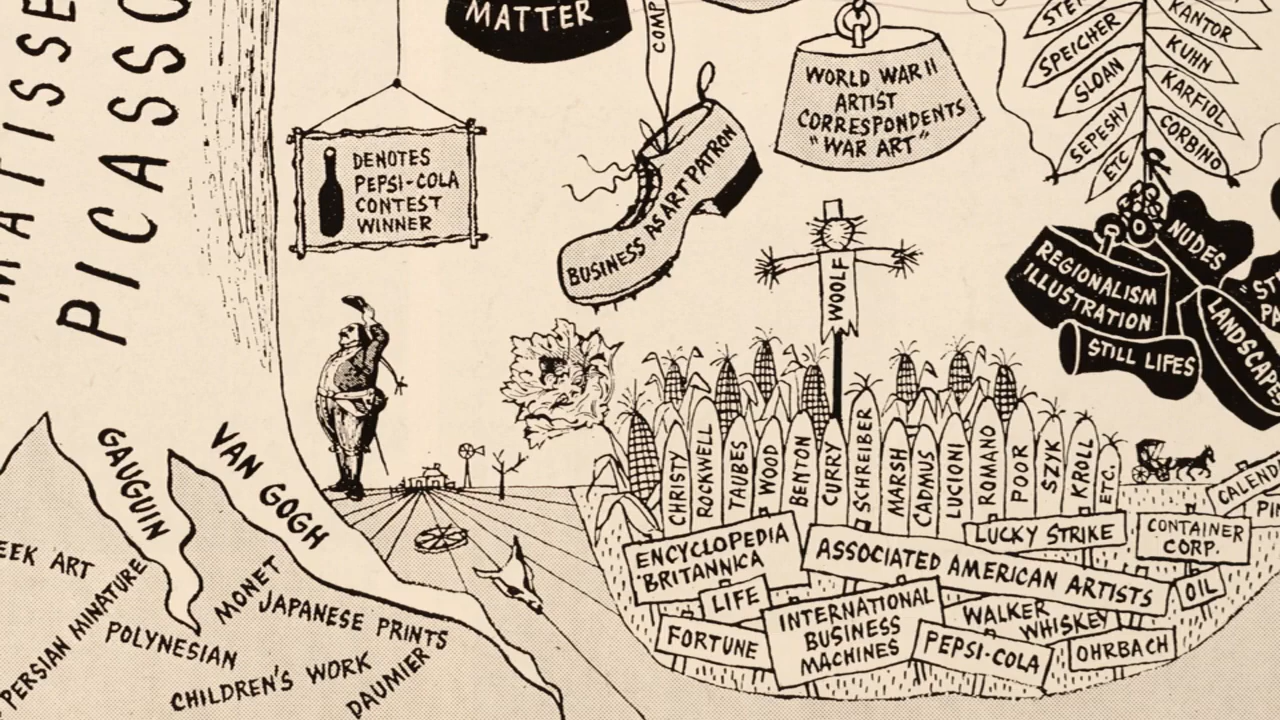 MATISSE
PICASSO
MATTER
COMP
DENOTES
PEPSI-COLA
CONTEST
WINNER
BUSINESS AS ART PATRON
WORLD WAR II
ARTIST
CORRESPONDENTS
"WAR ART"
SPEICHER
SLOAN
SEPESHY
ETC
KANTOR
KUHN
KARFIOL
CORBINO
NUDES
REGIONALISM
ILLUSTRATION
STILL LIFES
LANDSCAPES
WOOLF
CHRISTY
ROCKWELL
TAUBES
WOOD
BENTON
CURRY
SCHREIBER
MARSH
CADMUS
LUCIONI
ROMANO
POOR
SZYK
KROLL
ETC.
ENCYCLOPEDIA
BRITANNICA
ASSOCIATED AMERICAN ARTISTS
LUCKY STRIKE
CONTAINER
CORP.
CALEND
PI
OIL
LIFE
FORTUNE
INTERNATIONAL
BUSINESS
MACHINES
WALKER
WHISKEY
PEPSI-COLA
OHRBACH
GAUGUIN
VAN GOGH
EEK ART
PERSIAN MINATURE
MONET
JAPANESE PRINTS
POLYNESIAN
CHILDREN'S WORK
DAUMIER'S